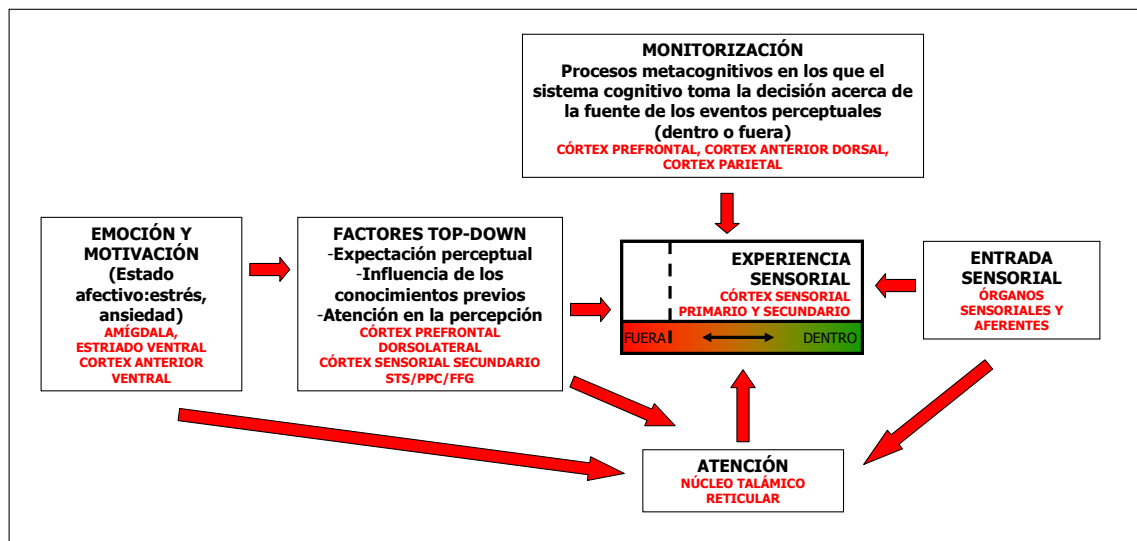 MONITORIZACIÓN
Procesos metacognitivos en los que el
sistema cognitivo toma la decisión acerca de
la fuente de los eventos perceptuales
(dentro o fuera)
CÓRTEX PREFRONTAL, CORTEX ANTERIOR DORSAL,
CORTEX PARIETAL
EMOCIÓN Y
MOTIVACIÓN
(Estado
afectivo:estrés,
ansiedad)
AMÍGDALA,
ESTRIADO VENTRAL
CORTEX ANTERIOR
VENTRAL
FACTORES TOP-DOWN
-Expectación perceptual
-Influencia de los
conocimientos previos
-Atención en la percepción
CÓRTEX PREFRONTAL
DORSOLATERAL
CÓRTEX SENSORIAL SECUNDARIO
STS/PPC/FFG
EXPERIENCIA
SENSORIAL
CÓRTEX SENSORIAL
PRIMARIO Y SECUNDARIO
FUERA
DENTRO
ENTRADA
SENSORIAL
ÓRGANOS
SENSORIALES Y
AFERENTES
ATENCIÓN
NÚCLEO TALÁMICO
RETICULAR